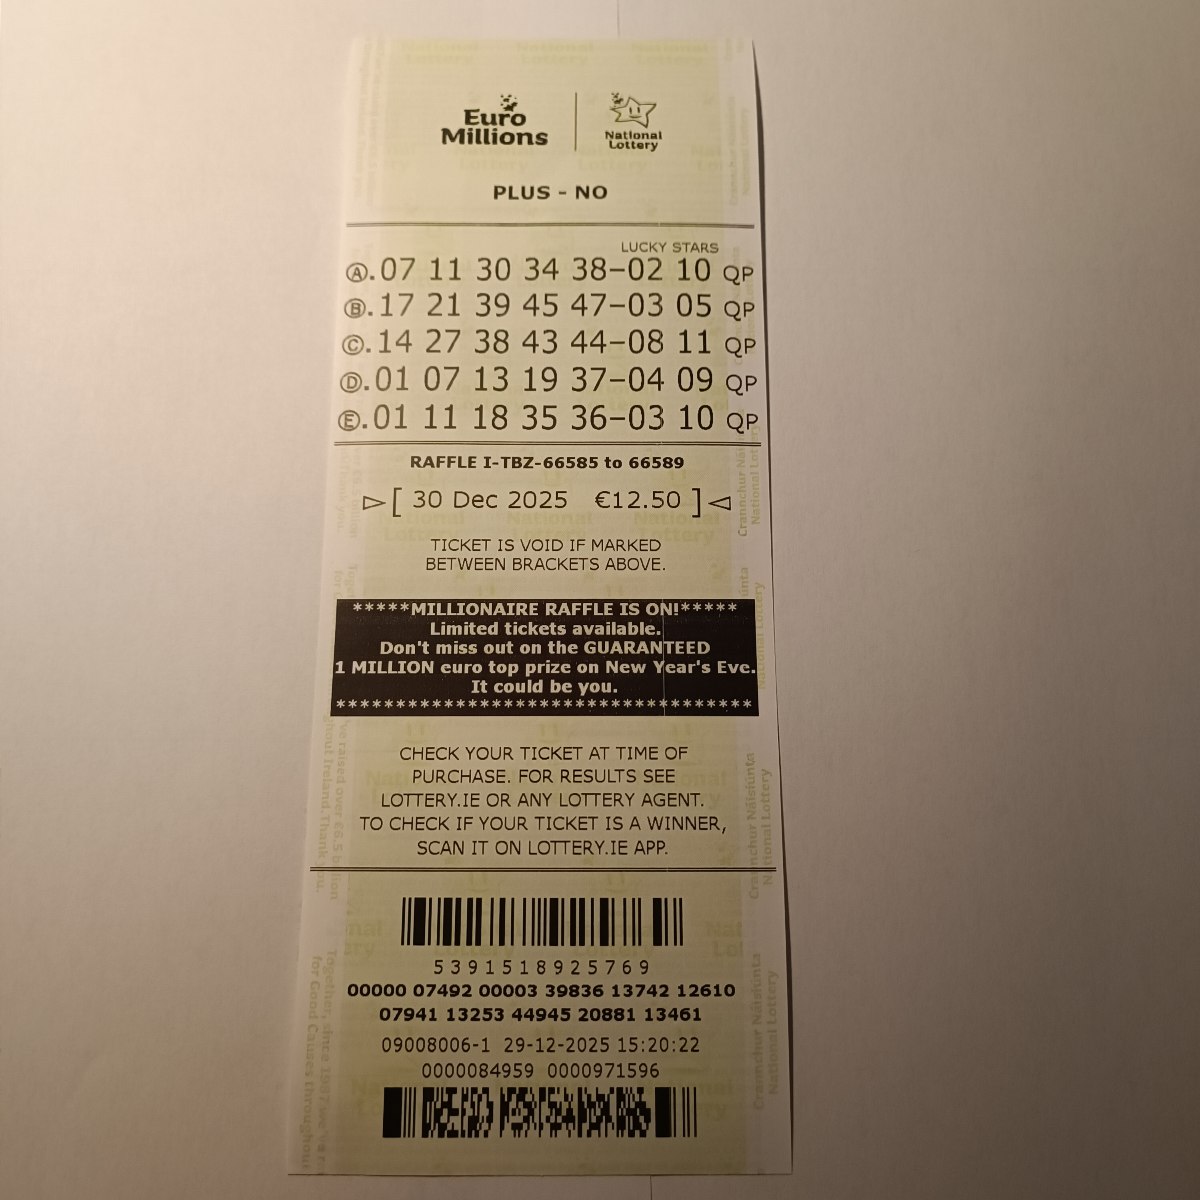 Euro Millions
National Lottery
PLUS - NO
LUCKY STARS
Ⓐ.07 11 30 34 38-02 10 QP
Ⓑ.17 21 39 45 47-03 05 QP
Ⓒ.14 27 38 43 44-08 11 QP
Ⓓ.01 07 13 19 37-04 09 QP
Ⓔ.01 11 18 35 36-03 10 QP
RAFFLE I-TBZ-66585 to 66589
▷[ 30 Dec 2025 €12.50 ]◁
TICKET IS VOID IF MARKED
BETWEEN BRACKETS ABOVE.
*****MILLIONAIRE RAFFLE IS ON!*****
Limited tickets available.
Don't miss out on the GUARANTEED
1 MILLION euro top prize on New Year's Eve.
It could be you.
***********************************
CHECK YOUR TICKET AT TIME OF
PURCHASE. FOR RESULTS SEE
LOTTERY.IE OR ANY LOTTERY AGENT.
TO CHECK IF YOUR TICKET IS A WINNER,
SCAN IT ON LOTTERY.IE APP.
5391518925769
00000 07492 00003 39836 13742 12610
07941 13253 44945 20881 13461
09008006-1 29-12-2025 15:20:22
0000084959 0000971596